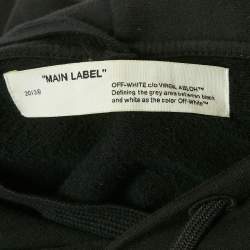 "MAIN LABEL"
2013®
OFF-WHITE c/o VIRGIL ABLOH™
Defining the grey area between black
and white as the color Off-White™